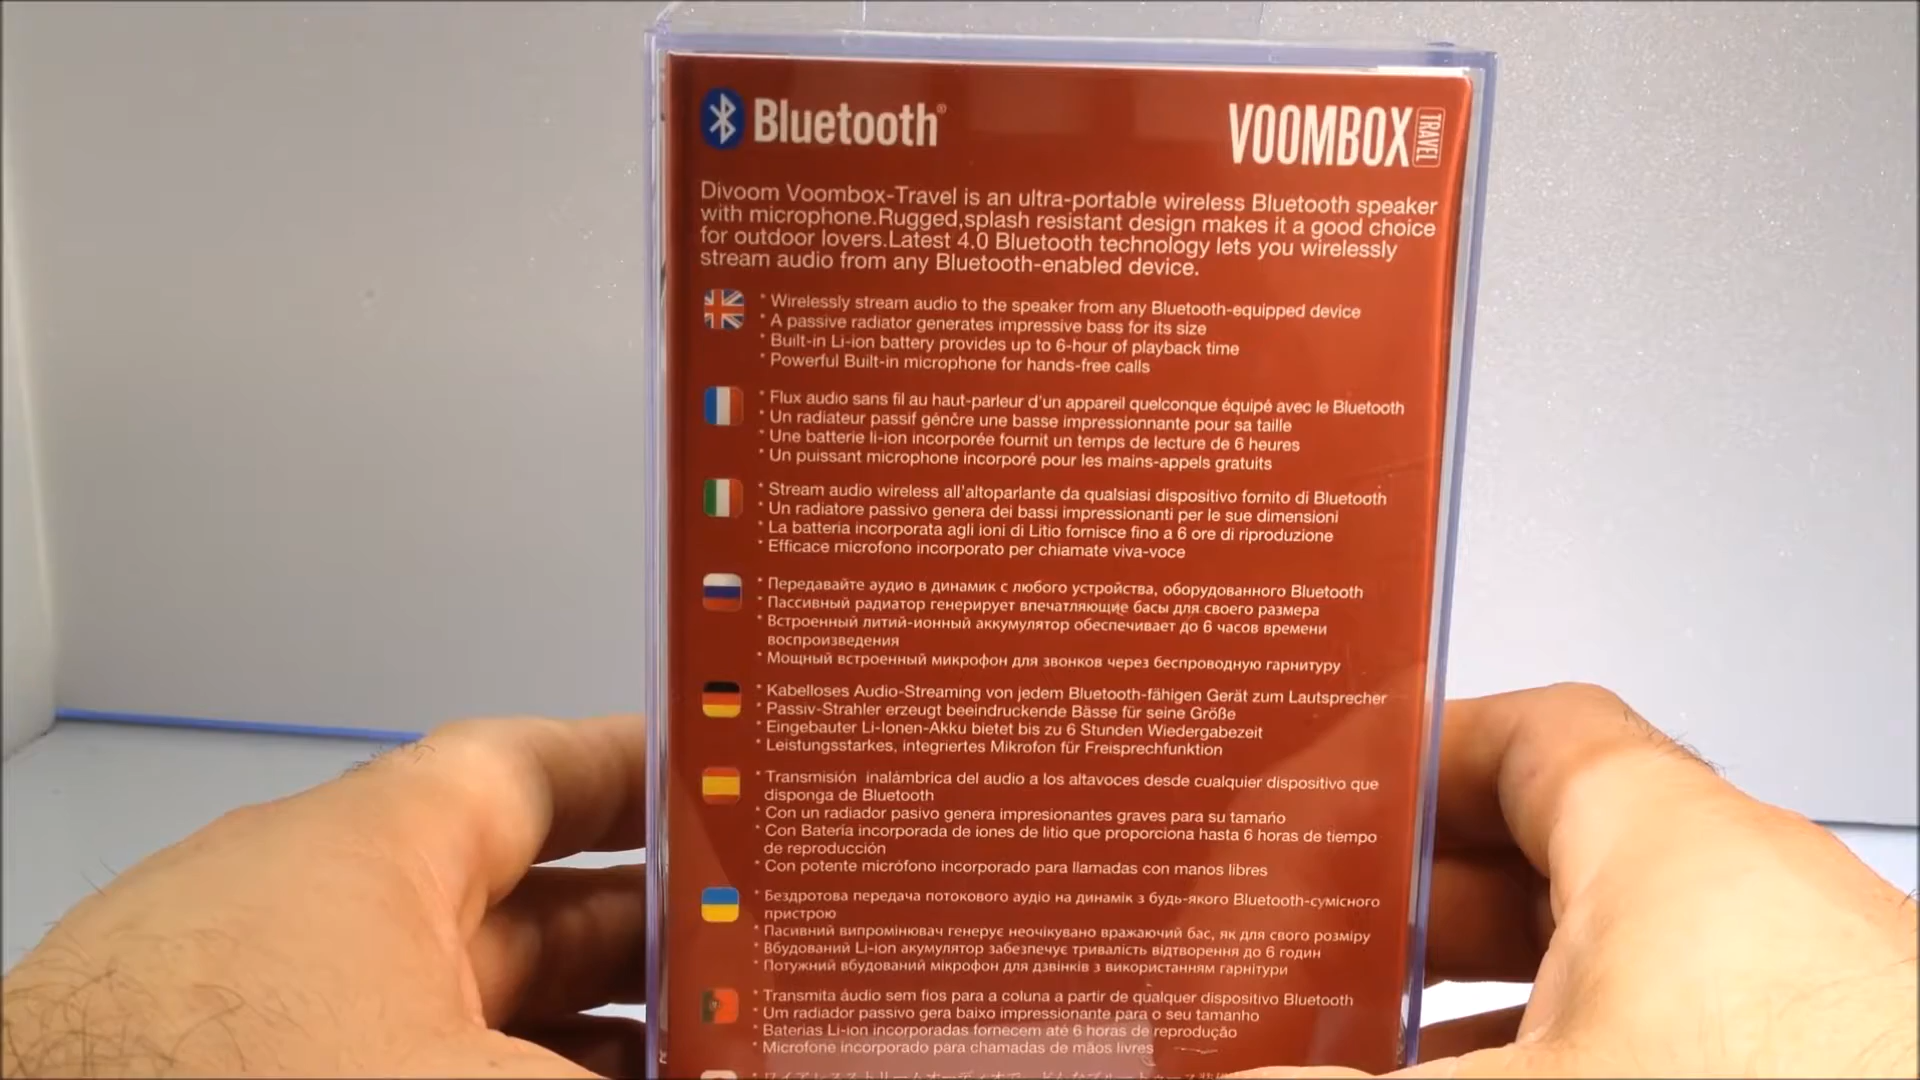 Bluetooth®
VOOMBOX TRAVEL
Divoom Voombox-Travel is an ultra-portable wireless Bluetooth speaker
with microphone.Rugged,splash resistant design makes it a good choice
for outdoor lovers.Latest 4.0 Bluetooth technology lets you wirelessly
stream audio from any Bluetooth-enabled device.
* Wirelessly stream audio to the speaker from any Bluetooth-equipped device
* A passive radiator generates impressive bass for its size
* Built-in Li-ion battery provides up to 6-hour of playback time
* Powerful Built-in microphone for hands-free calls
* Flux audio sans fil au haut-parleur d'un appareil quelconque équipé avec le Bluetooth
* Un radiateur passif génčre une basse impressionnante pour sa taille
* Une batterie li-ion incorporée fournit un temps de lecture de 6 heures
* Un puissant microphone incorporé pour les mains-appels gratuits
* Stream audio wireless all'altoparlante da qualsiasi dispositivo fornito di Bluetooth
* Un radiatore passivo genera dei bassi impressionanti per le sue dimensioni
* La batteria incorporata agli ioni di Litio fornisce fino a 6 ore di riproduzione
* Efficace microfono incorporato per chiamate viva-voce
* Передавайте аудио в динамик с любого устройства, оборудованного Bluetooth
* Пассивный радиатор генерирует впечатляющие басы для своего размера
* Встроенный литий-ионный аккумулятор обеспечивает до 6 часов времени
воспроизведения
* Мощный встроенный микрофон для звонков через беспроводную гарнитуру
* Kabelloses Audio-Streaming von jedem Bluetooth-fähigen Gerät zum Lautsprecher
* Passiv-Strahler erzeugt beeindruckende Bässe für seine Größe
* Eingebauter Li-Ionen-Akku bietet bis zu 6 Stunden Wiedergabezeit
* Leistungsstarkes, integriertes Mikrofon für Freisprechfunktion
* Transmisión inalámbrica del audio a los altavoces desde cualquier dispositivo que
disponga de Bluetooth
* Con un radiador pasivo genera impresionantes graves para su tamańo
* Con Batería incorporada de iones de litio que proporciona hasta 6 horas de tiempo
de reproducción
* Con potente micrófono incorporado para llamadas con manos libres
* Бездротова передача потокового аудіо на динамік з будь-якого Bluetooth-сумісного
пристрою
* Пасивний випромінювач генерує неочікувано вражаючий бас, як для свого розміру
* Вбудований Li-ion акумулятор забезпечує тривалість відтворення до 6 годин
* Потужний вбудований мікрофон для дзвінків з використанням гарнітури
* Transmita áudio sem fios para a coluna a partir de qualquer dispositivo Bluetooth
* Um radiador passivo gera baixo impressionante para o seu tamanho
* Baterias Li-ion incorporadas fornecem até 6 horas de reprodução
* Microfone incorporado para chamadas de mãos livres